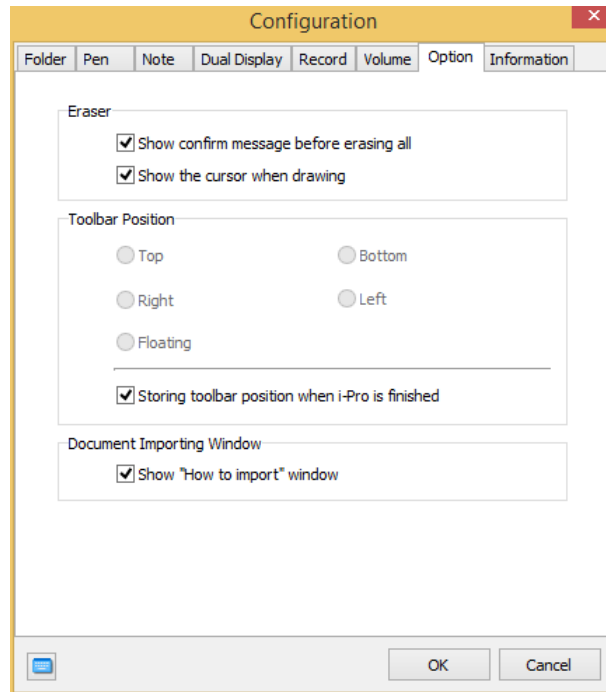 Configuration
Folder Pen Note Dual Display Record Volume Option Information
Eraser
Show confirm message before erasing all
Show the cursor when drawing
Toolbar Position
Top Bottom
Right Left
Floating
Storing toolbar position when i-Pro is finished
Document Importing Window
Show "How to import" window
OK Cancel